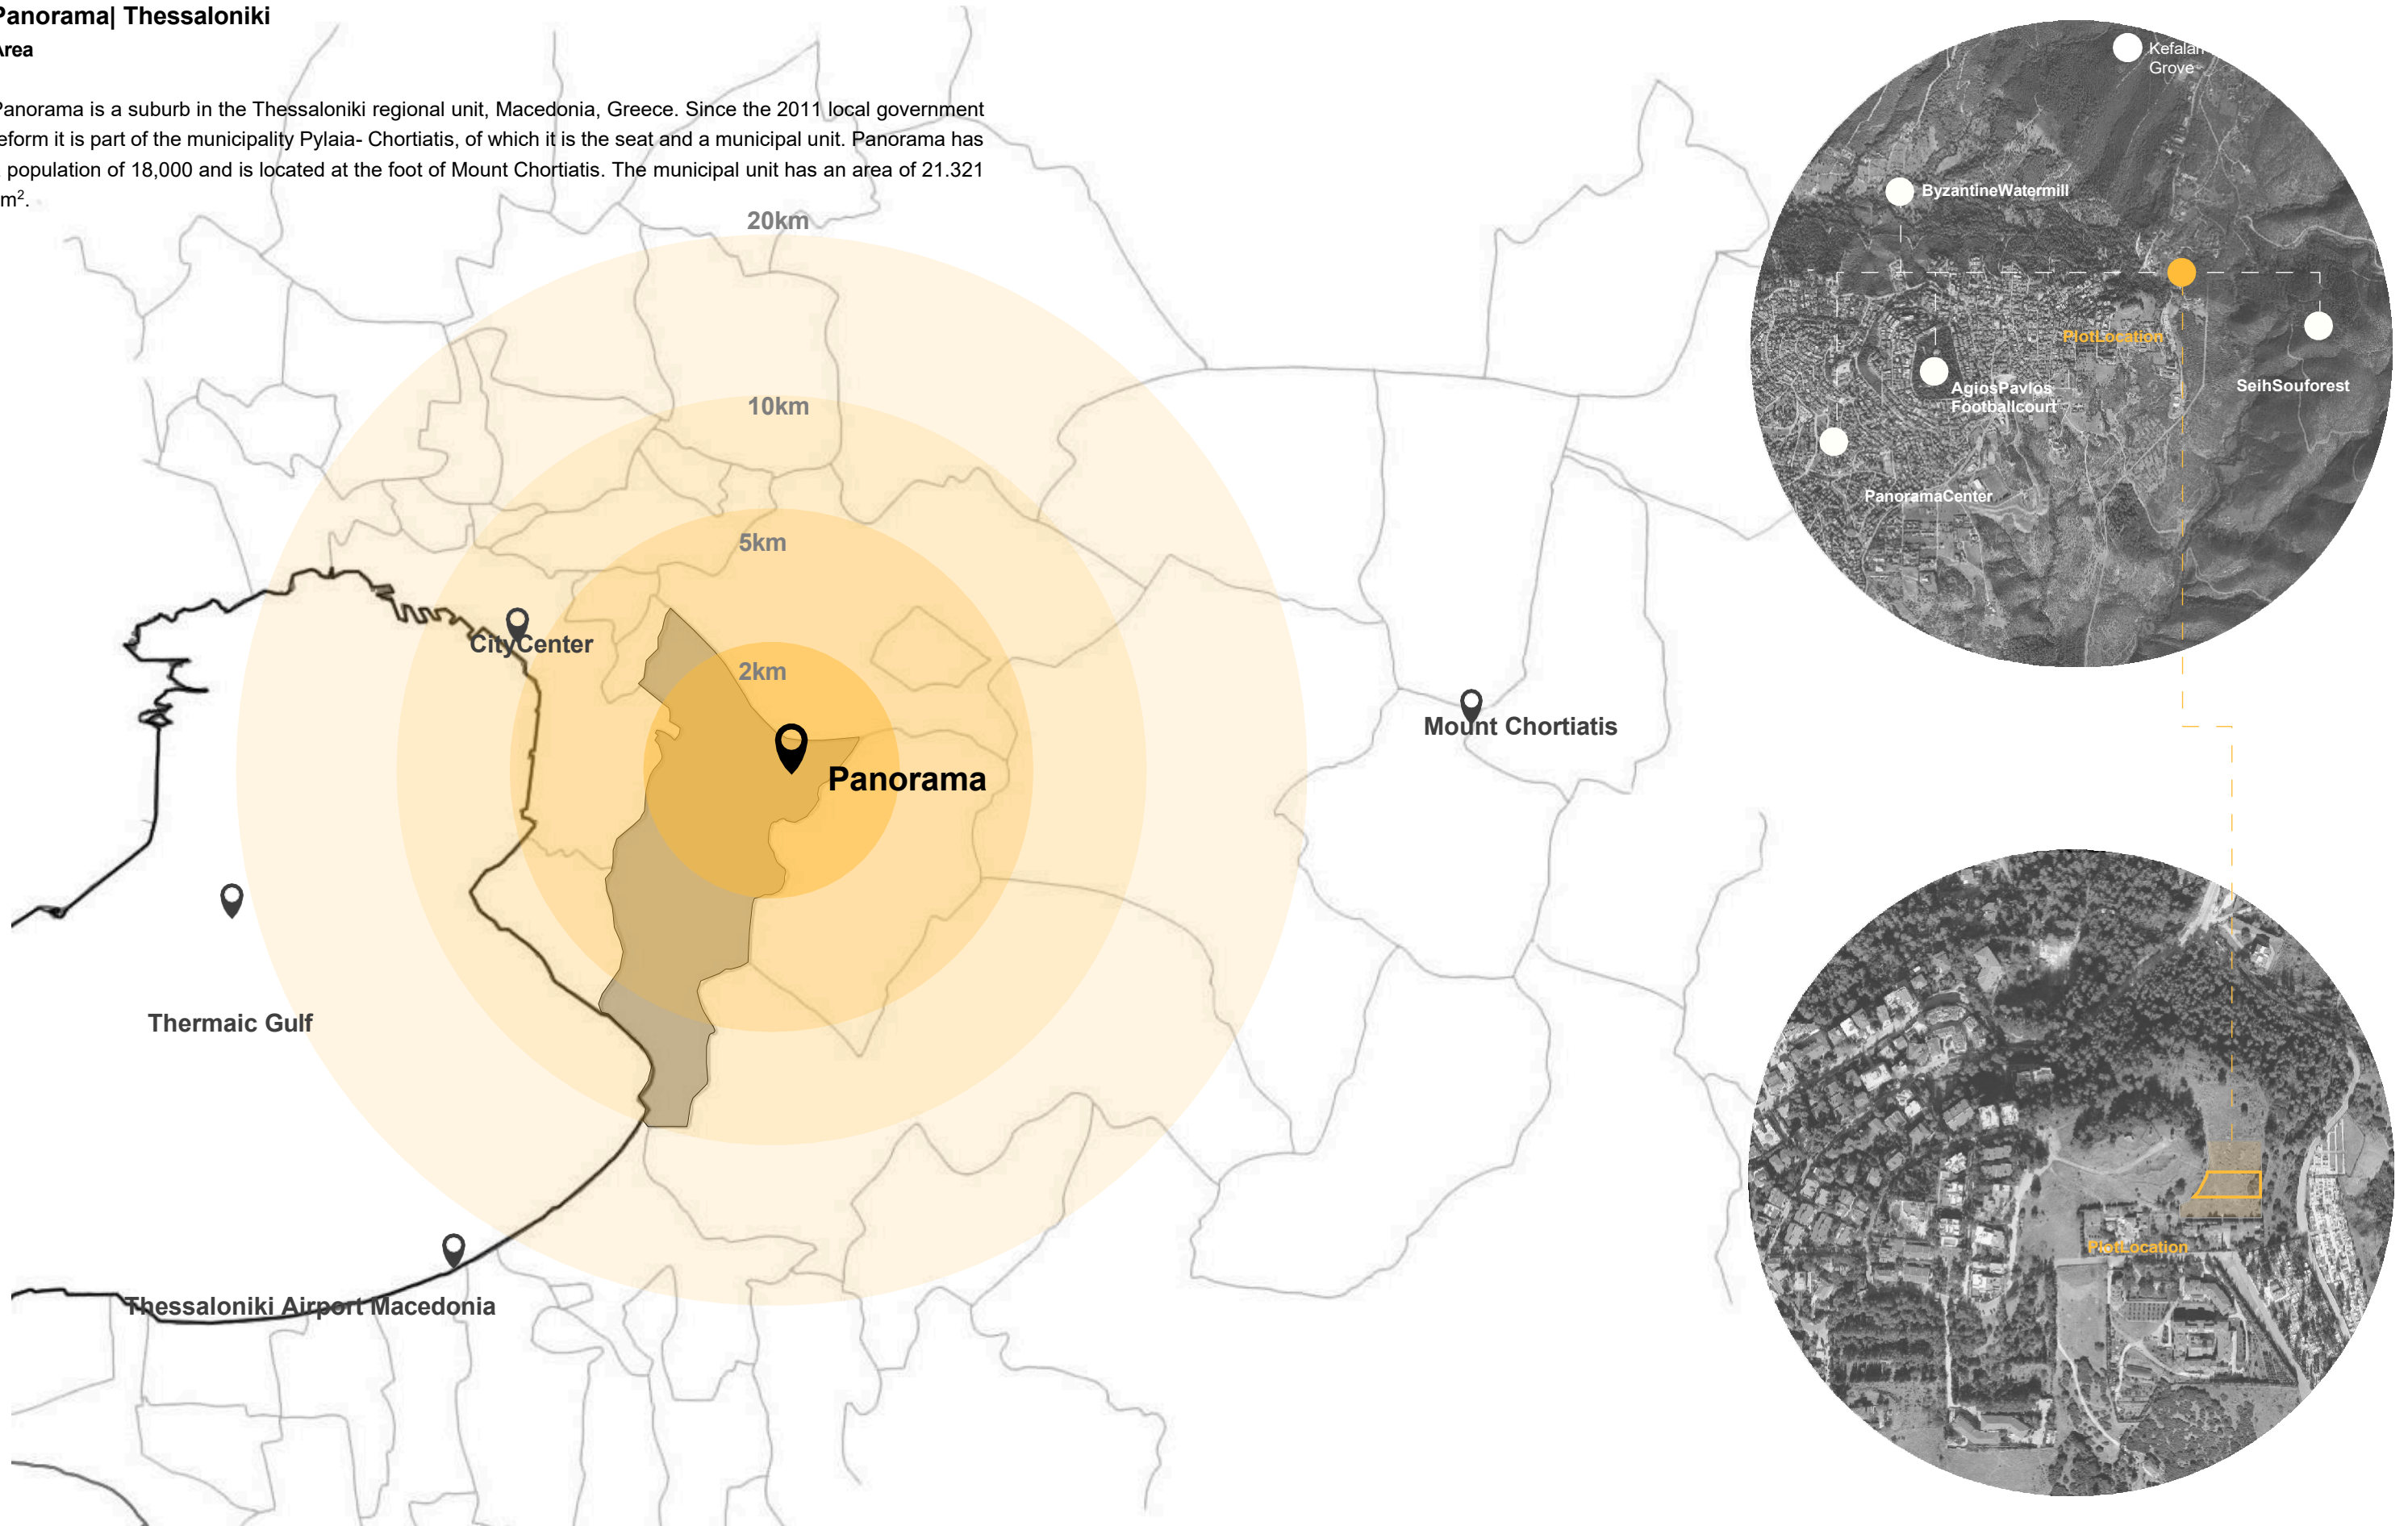 Panorama| Thessaloniki
Area
Panorama is a suburb in the Thessaloniki regional unit, Macedonia, Greece. Since the 2011 local government
eform it is part of the municipality Pylaia- Chortiatis, of which it is the seat and a municipal unit. Panorama has
population of 18,000 and is located at the foot of Mount Chortiatis. The municipal unit has an area of 21.321
m².
20km
10km
5km
2km
CityCenter
Panorama
Mount Chortiatis
Thermaic Gulf
Thessaloniki Airport Macedonia
Kefalari
Grove
ByzantineWatermill
PlotLocation
AgiosPavlos
Footballcourt
SeihSouforest
PanoramaCenter
PlotLocation